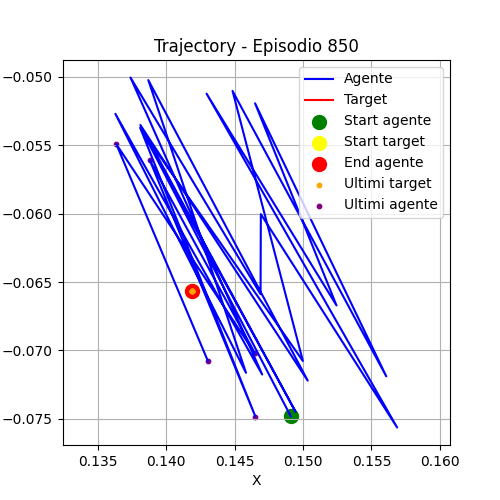 Trajectory - Episodio 850
Agente
Target
Start agente
Start target
End agente
Ultimi target
Ultimi agente
−0.050
−0.055
−0.060
−0.065
−0.070
−0.075
0.135
0.140
0.145
0.150
0.155
0.160
X